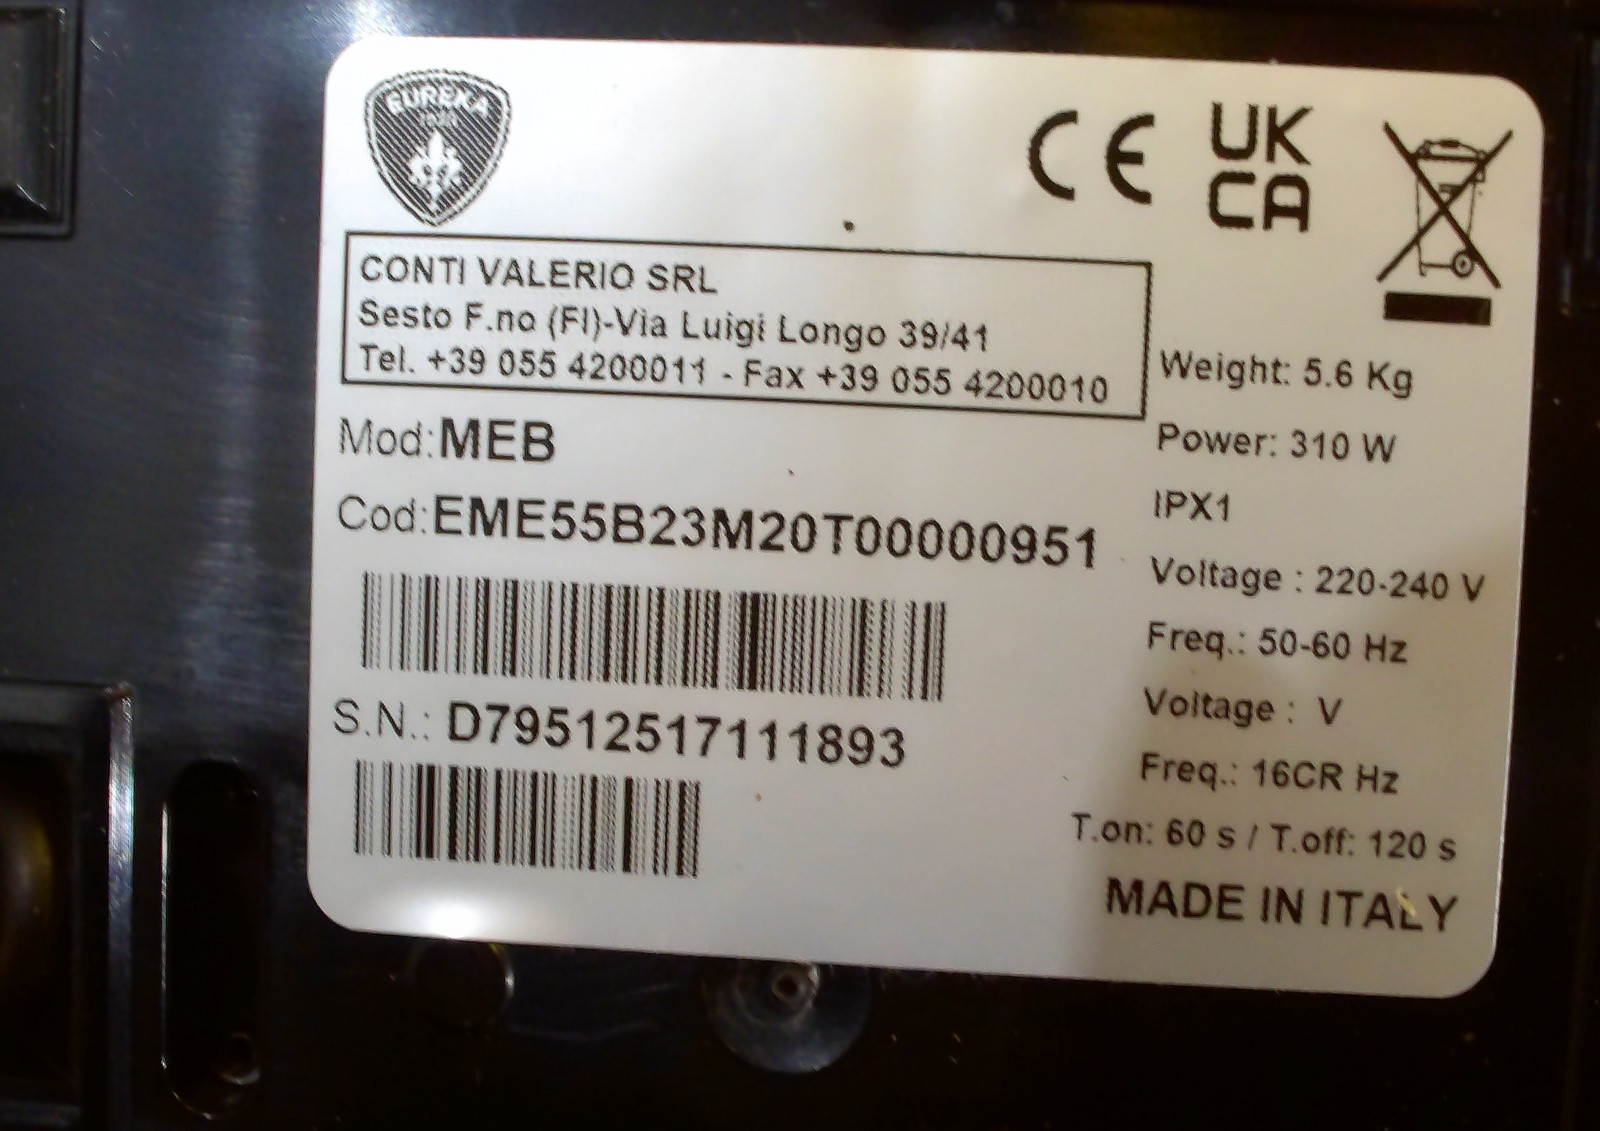 EUREKA
CONTI VALERIO SRL
Sesto F.no (FI)-Via Luigi Longo 39/41
Tel. +39 055 4200011 - Fax +39 055 4200010
Mod:MEB
Cod:EME55B23M20T00000951
S.N.: D79512517111893
CE
UK
CA
Weight: 5.6 Kg
Power: 310 W
IPX1
Voltage : 220-240 V
Freq.: 50-60 Hz
Voltage : V
Freq.: 16CR Hz
T.on: 60 s / T.off: 120 s
MADE IN ITALY